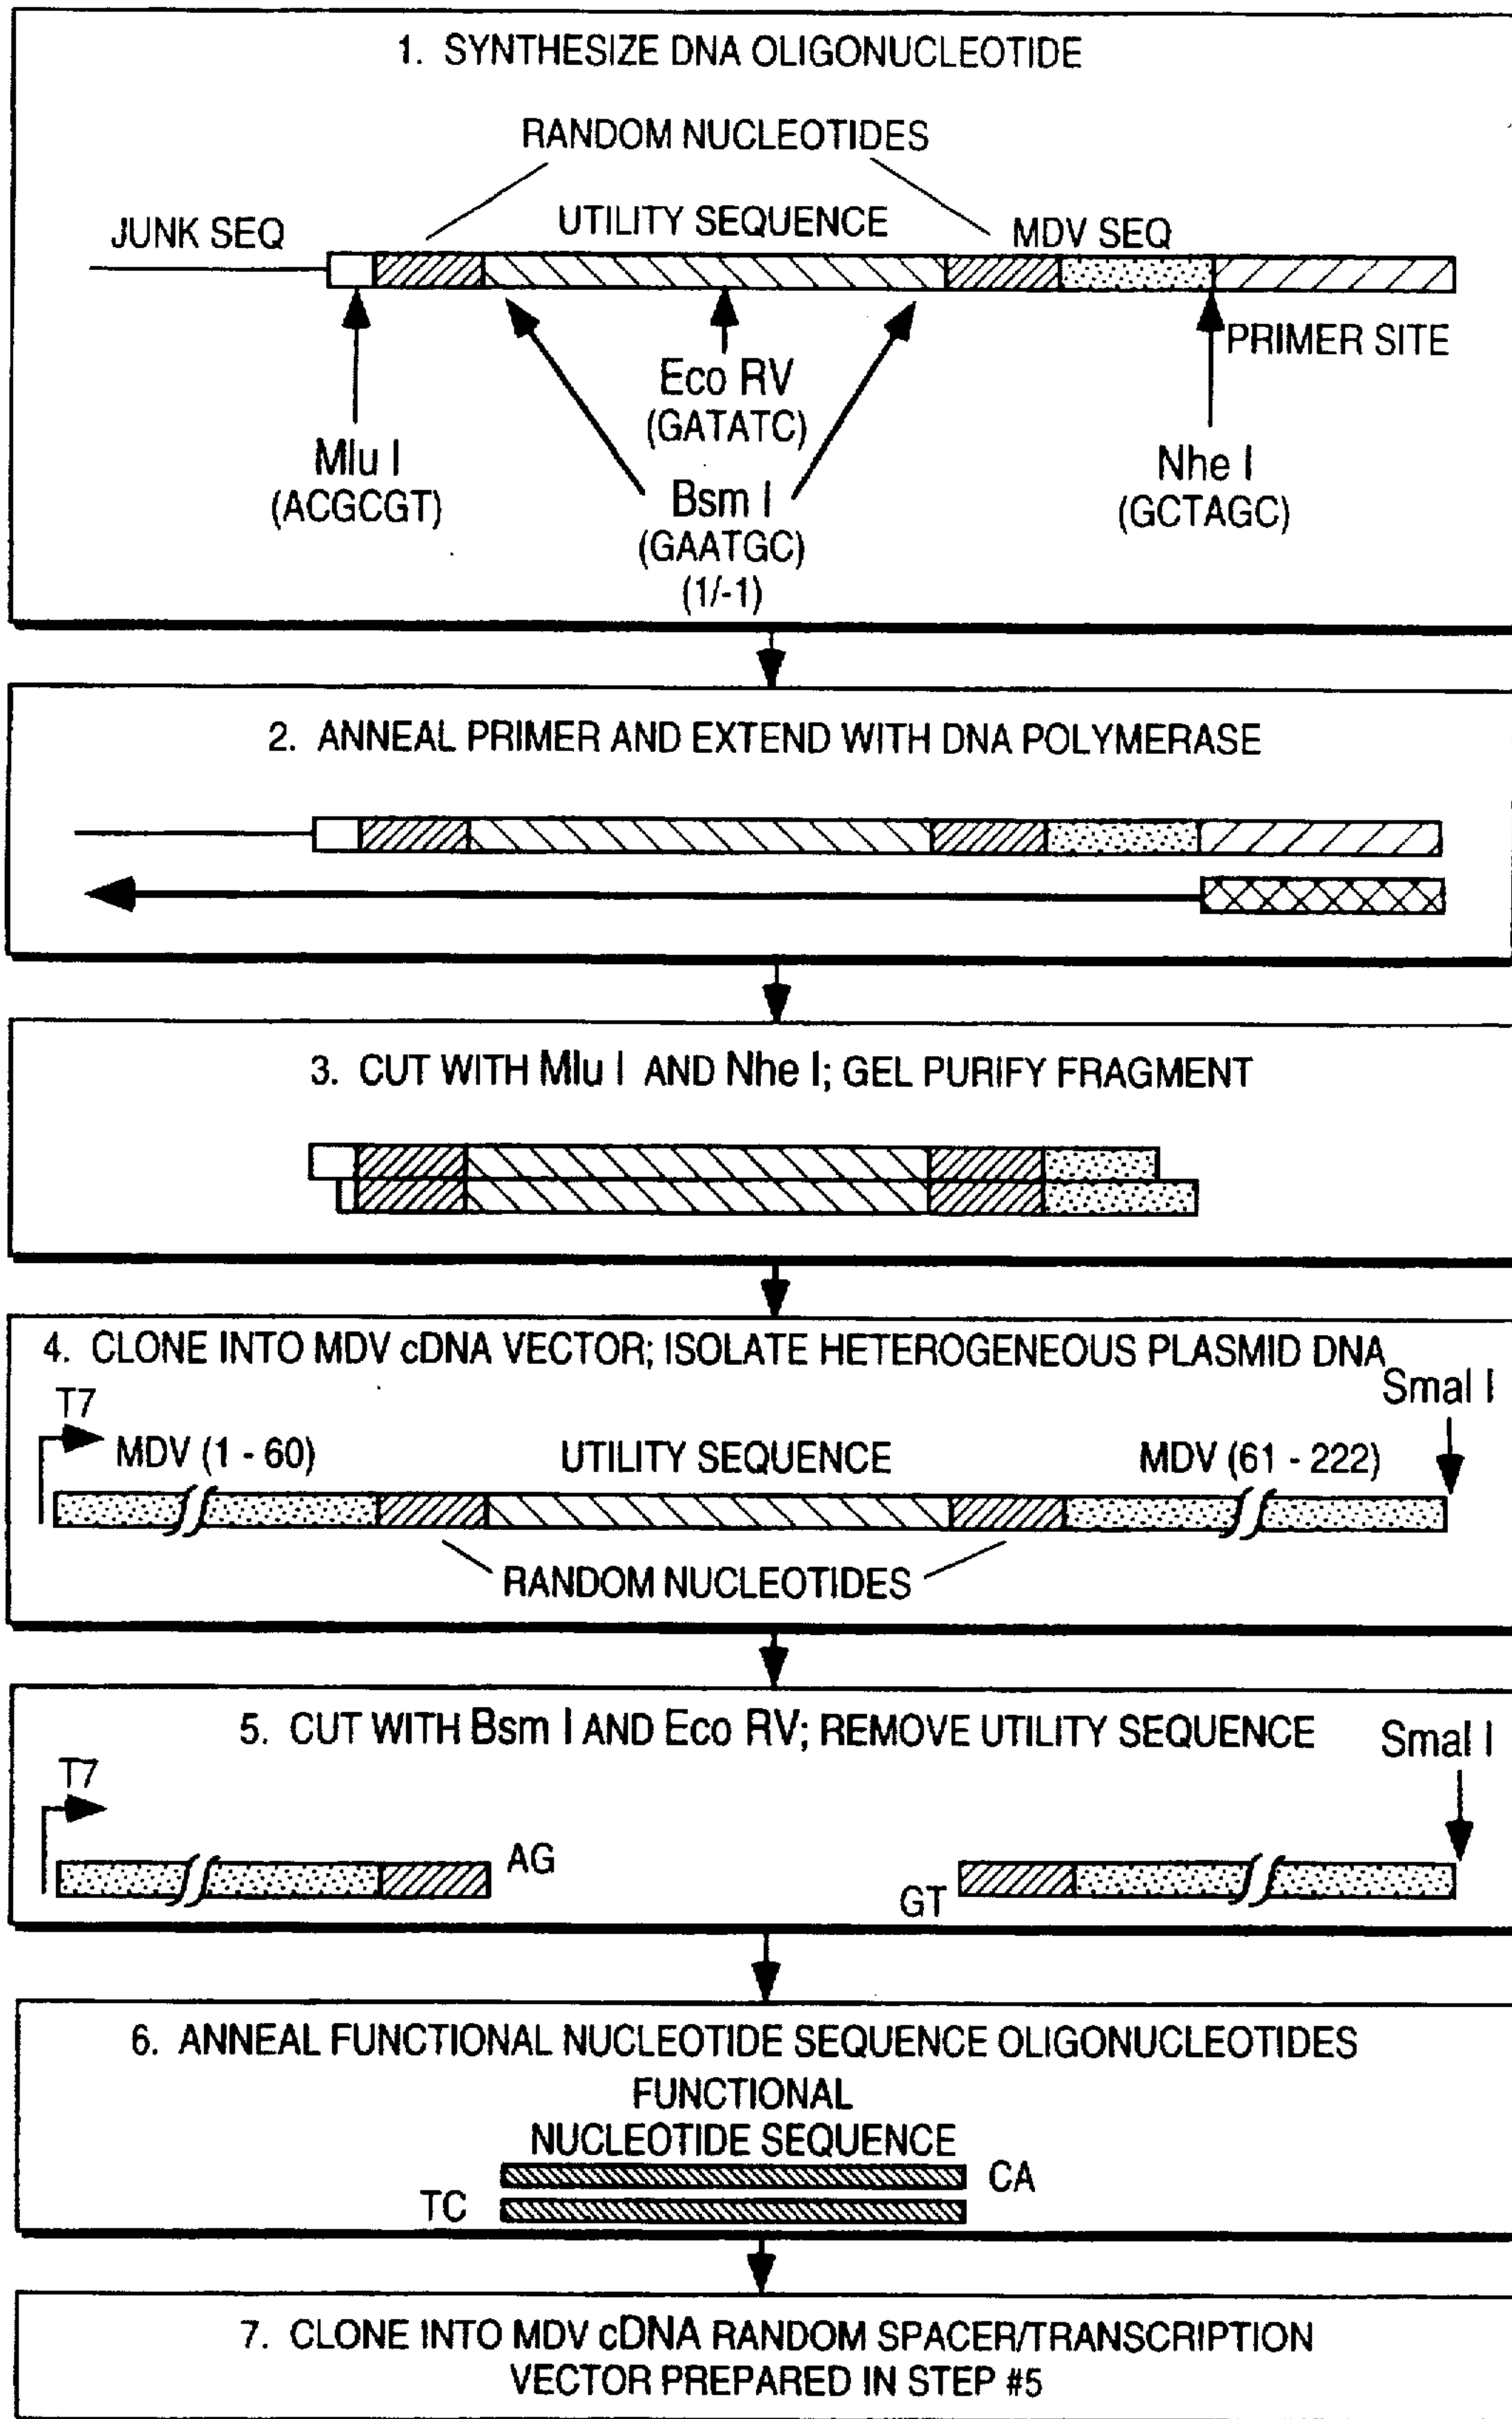 1. SYNTHESIZE DNA OLIGONUCLEOTIDE
RANDOM NUCLEOTIDES
JUNK SEQ
UTILITY SEQUENCE
MDV SEQ
PRIMER SITE
Eco RV
(GATATC)
Mlu I
(ACGCGT)
Bsm I
(GAATGC)
(1/-1)
Nhe I
(GCTAGC)
2. ANNEAL PRIMER AND EXTEND WITH DNA POLYMERASE
3. CUT WITH Mlu I AND Nhe I; GEL PURIFY FRAGMENT
4. CLONE INTO MDV cDNA VECTOR; ISOLATE HETEROGENEOUS PLASMID DNA
Smal I
T7
MDV (1 - 60)
UTILITY SEQUENCE
MDV (61 - 222)
RANDOM NUCLEOTIDES
5. CUT WITH Bsm I AND Eco RV; REMOVE UTILITY SEQUENCE
Smal I
T7
AG
GT
6. ANNEAL FUNCTIONAL NUCLEOTIDE SEQUENCE OLIGONUCLEOTIDES
FUNCTIONAL
NUCLEOTIDE SEQUENCE
CA
TC
7. CLONE INTO MDV cDNA RANDOM SPACER/TRANSCRIPTION
VECTOR PREPARED IN STEP #5